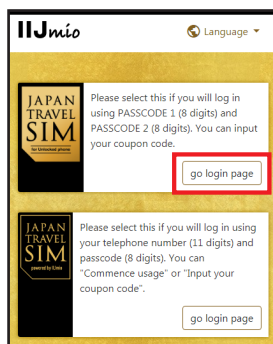 IIJmio
Language
JAPAN
TRAVEL
SIM
for Unlocked phone
Please select this if you will log in
using PASSCODE 1 (8 digits) and
PASSCODE 2 (8 digits). You can input
your coupon code.
go login page
JAPAN
TRAVEL
SIM
powered by IIJmio
Please select this if you will log in using
your telephone number (11 digits) and
passcode (8 digits). You can
"Commence usage" or "Input your
coupon code".
go login page